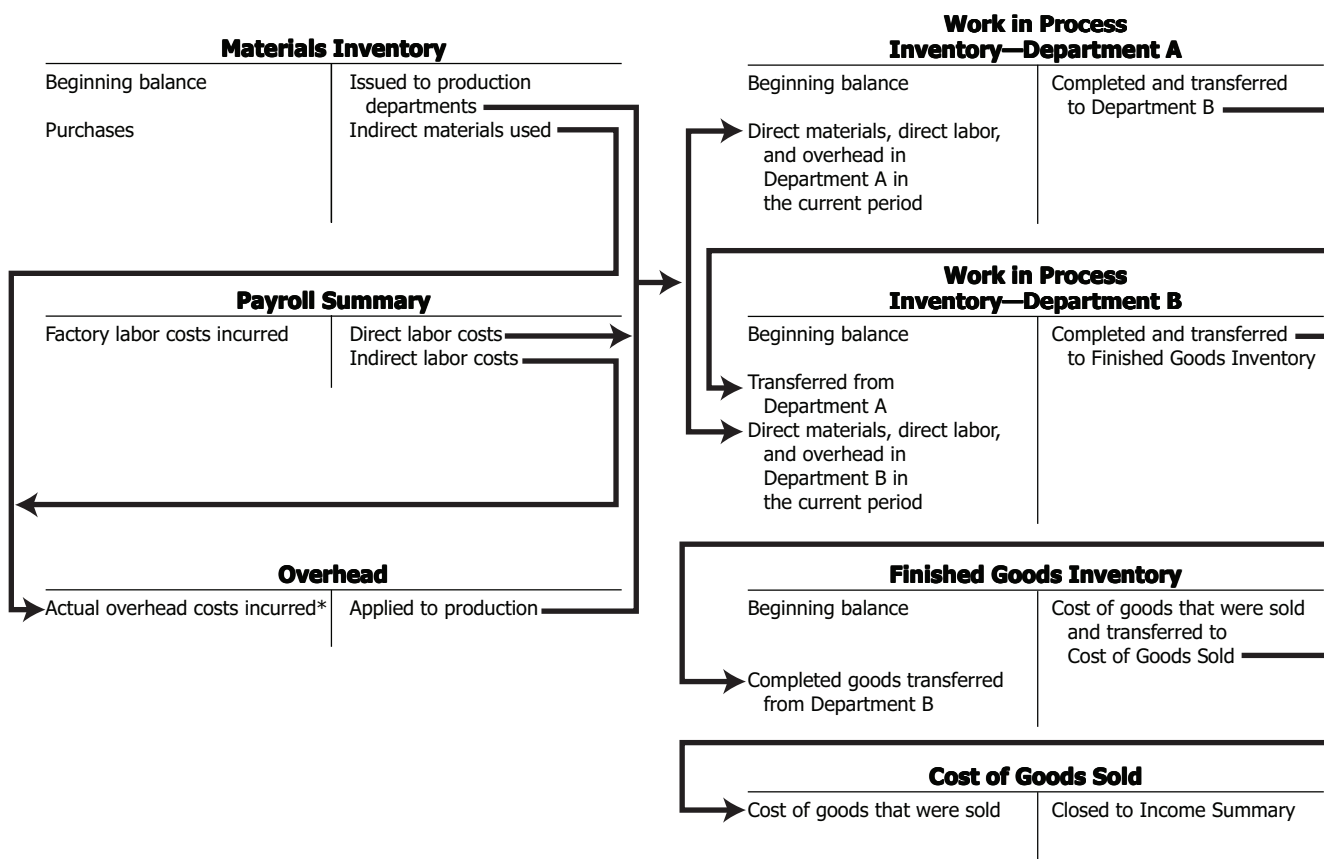 Materials Inventory
Beginning balance
Purchases
Issued to production
departments
Indirect materials used
Payroll Summary
Factory labor costs incurred
Direct labor costs
Indirect labor costs
Overhead
Actual overhead costs incurred*
Applied to production
Work in Process
Inventory—Department A
Beginning balance
Direct materials, direct labor,
and overhead in
Department A in
the current period
Completed and transferred
to Department B
Work in Process
Inventory—Department B
Beginning balance
Transferred from
Department A
Direct materials, direct labor,
and overhead in
Department B in
the current period
Completed and transferred
to Finished Goods Inventory
Finished Goods Inventory
Beginning balance
Completed goods transferred
from Department B
Cost of goods that were sold
and transferred to
Cost of Goods Sold
Cost of Goods Sold
Cost of goods that were sold
Closed to Income Summary